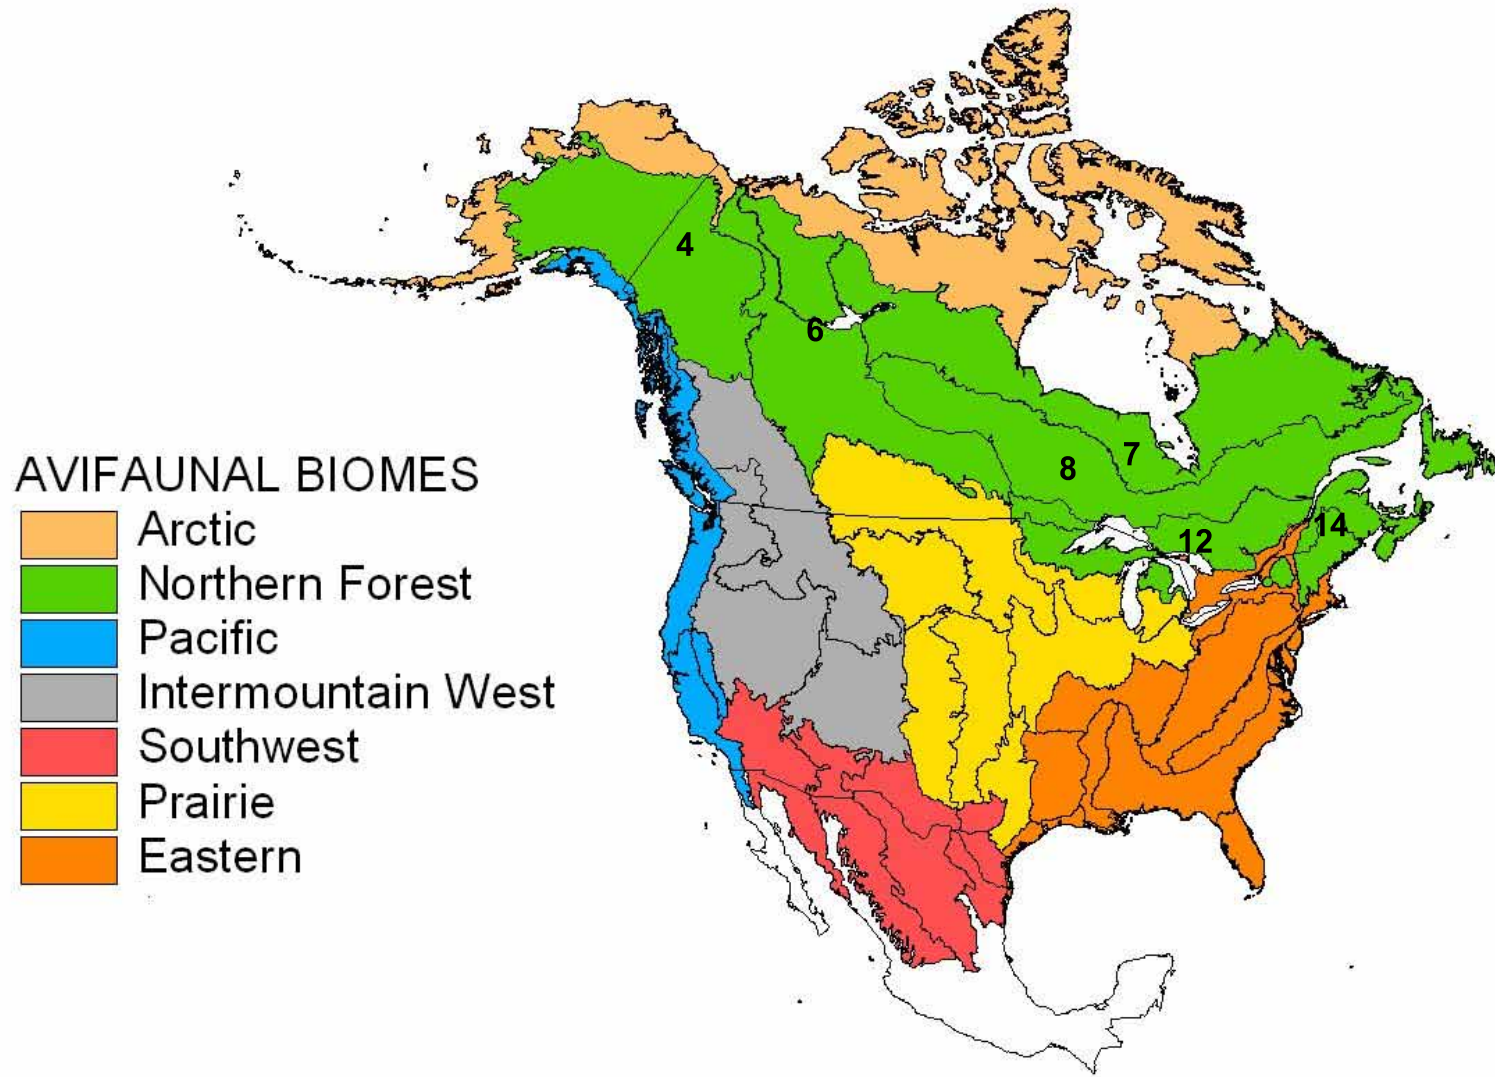 4
6
7
8
12
14
AVIFAUNAL BIOMES
Arctic
Northern Forest
Pacific
Intermountain West
Southwest
Prairie
Eastern